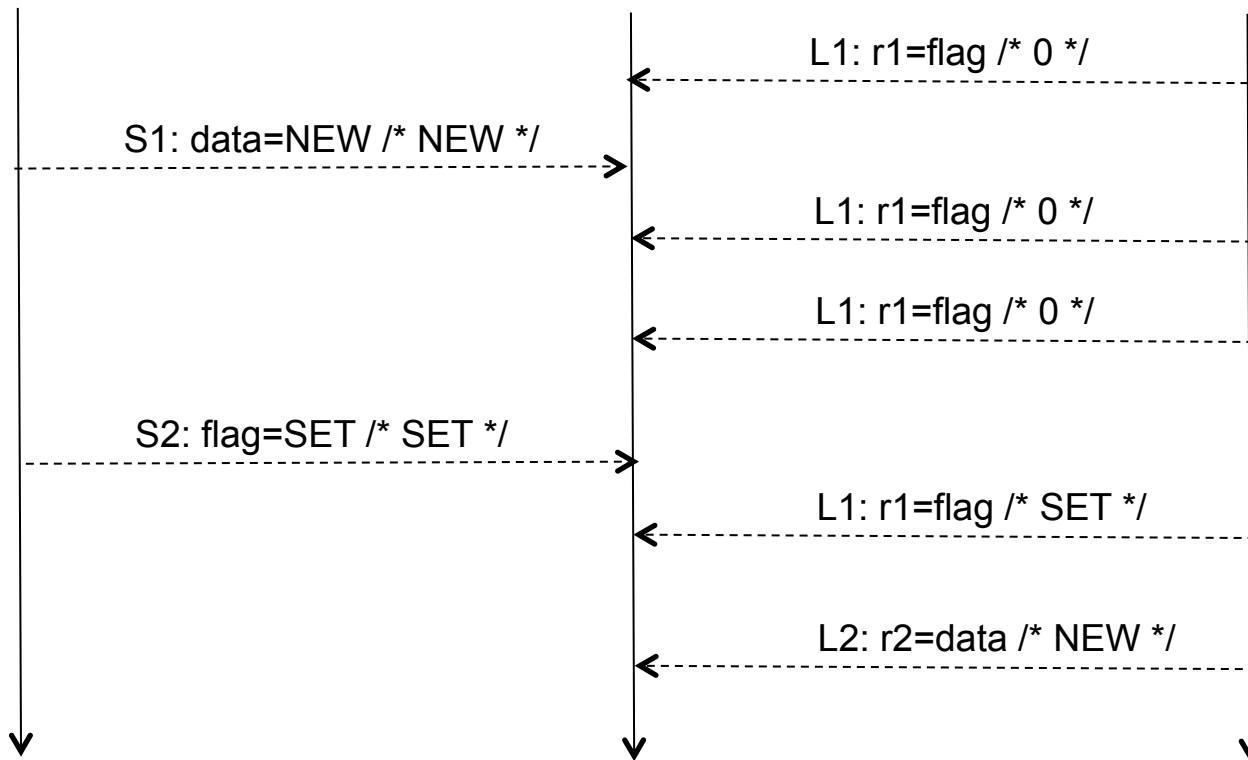 L1: r1=flag /* 0 */
S1: data=NEW /* NEW */
L1: r1=flag /* 0 */
L1: r1=flag /* 0 */
S2: flag=SET /* SET */
L1: r1=flag /* SET */
L2: r2=data /* NEW */